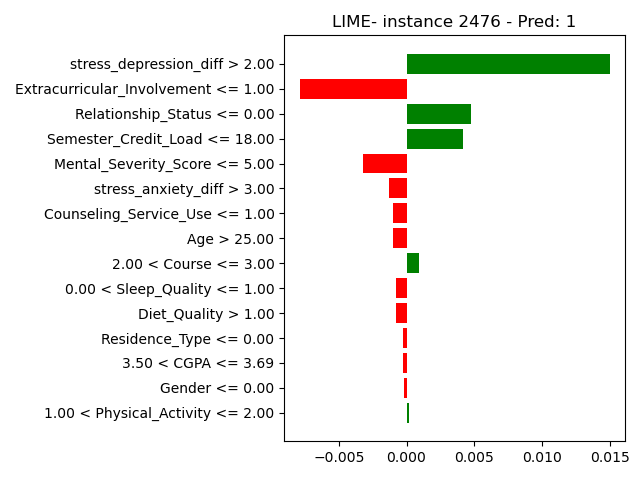 LIME- instance 2476 - Pred: 1
stress_depression_diff > 2.00
Extracurricular_Involvement <= 1.00
Relationship_Status <= 0.00
Semester_Credit_Load <= 18.00
Mental_Severity_Score <= 5.00
stress_anxiety_diff > 3.00
Counseling_Service_Use <= 1.00
Age > 25.00
2.00 < Course <= 3.00
0.00 < Sleep_Quality <= 1.00
Diet_Quality > 1.00
Residence_Type <= 0.00
3.50 < CGPA <= 3.69
Gender <= 0.00
1.00 < Physical_Activity <= 2.00
−0.005 0.000 0.005 0.010 0.015